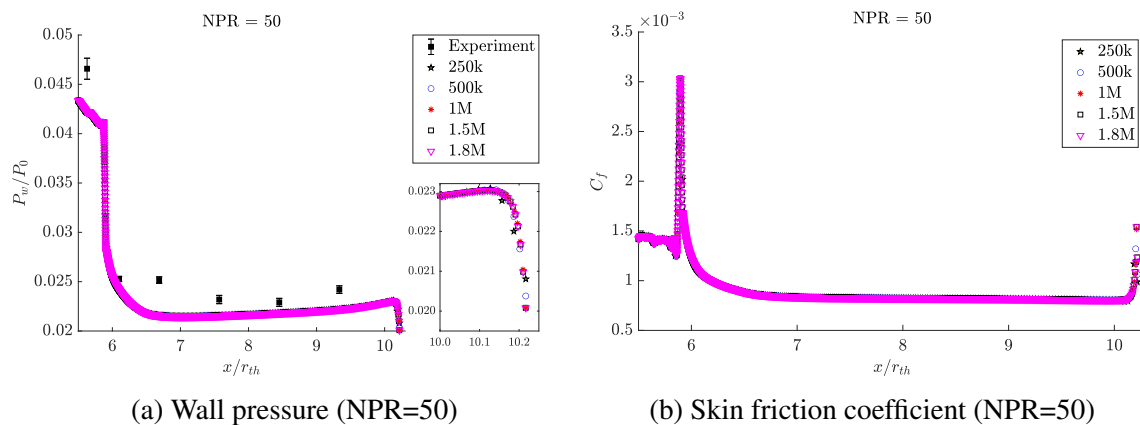 NPR = 50
0.05
0.045
0.04
0.035
0.03
0.025
0.02
P_w/P_0
6
7
8
9
10
x/r_{th}
Experiment
250k
500k
1M
1.5M
1.8M
0.023
0.022
0.021
0.020
10.0
10.1
10.2
(a) Wall pressure (NPR=50)
×10⁻³
NPR = 50
3.5
3
2.5
2
1.5
1
0.5
C_f
6
7
8
9
10
x/r_{th}
250k
500k
1M
1.5M
1.8M
(b) Skin friction coefficient (NPR=50)